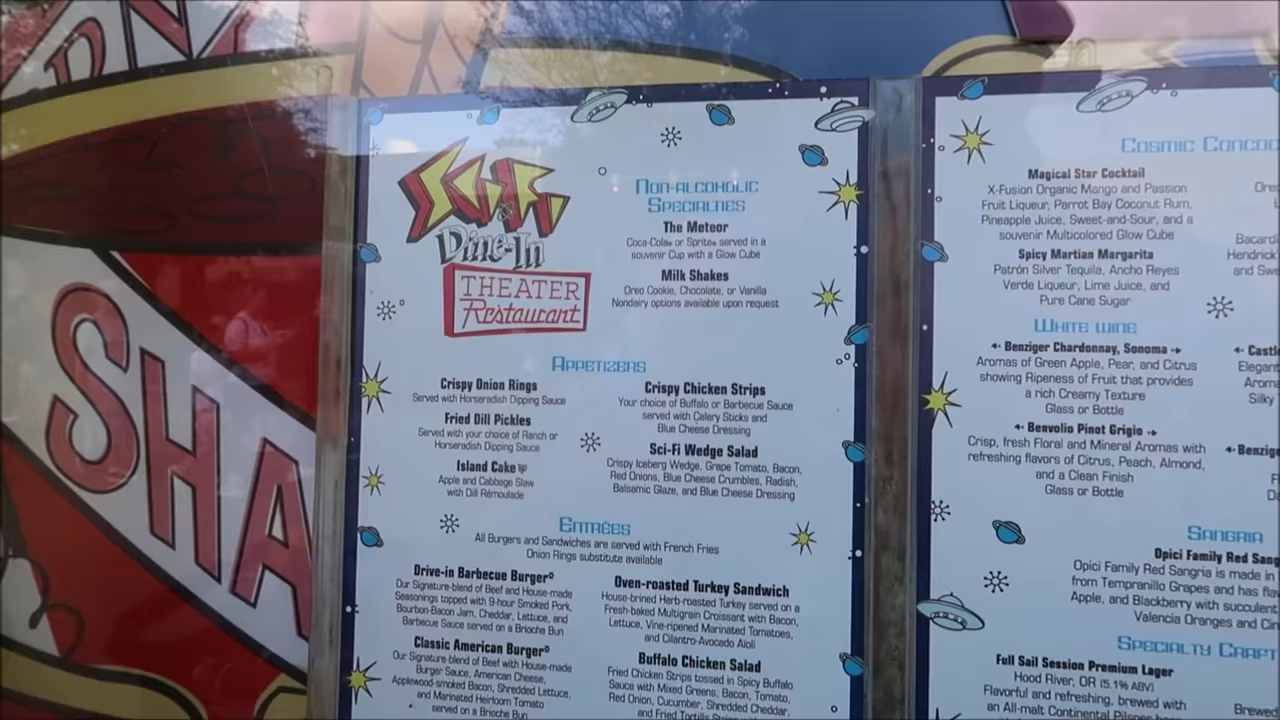 SHA
Sci-Fi
Dine-In
THEATER
Restaurant
Non-alcoholic
Specialties
The Meteor
Coca-Cola® or Sprite® served in a
souvenir Cup with a Glow Cube
Milk Shakes
Oreo Cookie, Chocolate, or Vanilla
Nondairy options available upon request
Appetizers
Crispy Onion Rings
Served with Horseradish Dipping Sauce
Fried Dill Pickles
Served with your choice of Ranch or
Horseradish Dipping Sauce
Island Cake
Apple and Cabbage Slaw
with Dill Rémoulade
Crispy Chicken Strips
Your choice of Buffalo or Barbecue Sauce
served with Celery Sticks and
Blue Cheese Dressing
Sci-Fi Wedge Salad
Crispy Iceberg Wedge, Grape Tomato, Bacon,
Red Onions, Blue Cheese Crumbles, Radish,
Balsamic Glaze, and Blue Cheese Dressing
Entrées
All Burgers and Sandwiches are served with French Fries
Onion Rings substitute available
Drive-in Barbecue Burger*
Our Signature-blend of Beef and House-made
Seasonings topped with 9-hour Smoked Pork,
Bourbon-Bacon Jam, Cheddar, Lettuce, and
Barbecue Sauce served on a Brioche Bun
Classic American Burger*
Our Signature-blend of Beef with House-made
Burger Sauce, American Cheese,
Applewood-smoked Bacon, Shredded Lettuce,
and Marinated Heirloom Tomato
served on a Brioche Bun
Oven-roasted Turkey Sandwich
House-brined Herb-roasted Turkey served on a
Fresh-baked Multigrain Croissant with Bacon,
Lettuce, Vine-ripened Marinated Tomatoes,
and Cilantro-Avocado Aioli
Buffalo Chicken Salad
Fried Chicken Strips tossed in Spicy Buffalo
Sauce with Mixed Greens, Bacon, Tomato,
Red Onion, Cucumber, Shredded Cheddar,
and Fried Tortilla Strips
Cosmic Concoc
Magical Star Cocktail
X-Fusion Organic Mango and Passion
Fruit Liqueur, Parrot Bay Coconut Rum,
Pineapple Juice, Sweet-and-Sour, and a
souvenir Multicolored Glow Cube
Spicy Martian Margarita
Patrón Silver Tequila, Ancho Reyes
Verde Liqueur, Lime Juice, and
Pure Cane Sugar
Bacard
Hendrick
and Swe
White wine
Benziger Chardonnay, Sonoma
Aromas of Green Apple, Pear, and Citrus
showing Ripeness of Fruit that provides
a rich Creamy Texture
Glass or Bottle
Benvolio Pinot Grigio
Crisp, fresh Floral and Mineral Aromas with
refreshing flavors of Citrus, Peach, Almond,
and a Clean Finish
Glass or Bottle
Castl
Elegan
Arom
Silky
Benzige
Sangria
Opici Family Red Sang
Opici Family Red Sangria is made in
from Tempranillo Grapes and has fla
Apple, and Blackberry with succulent
Valencia Oranges and Cin
Specialty Craft
Full Sail Session Premium Lager
Hood River, OR (5.1% ABV)
Flavorful and refreshing, brewed with
an All-malt Continental Pilsner
Brewed